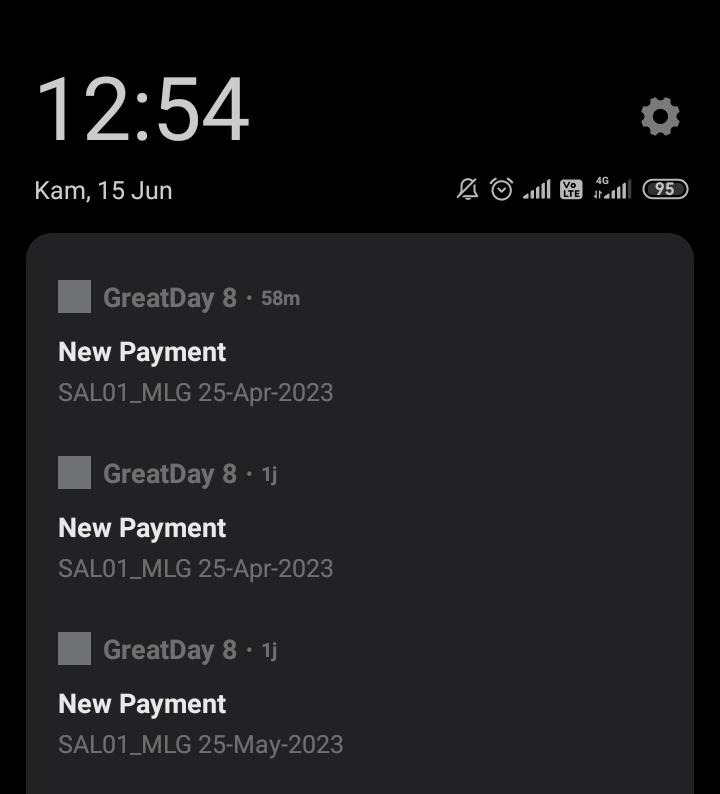 12:54
Kam, 15 Jun
4G
Vo
LTE
95
GreatDay 8 · 58m
New Payment
SAL01_MLG 25-Apr-2023
GreatDay 8 · 1j
New Payment
SAL01_MLG 25-Apr-2023
GreatDay 8 · 1j
New Payment
SAL01_MLG 25-May-2023